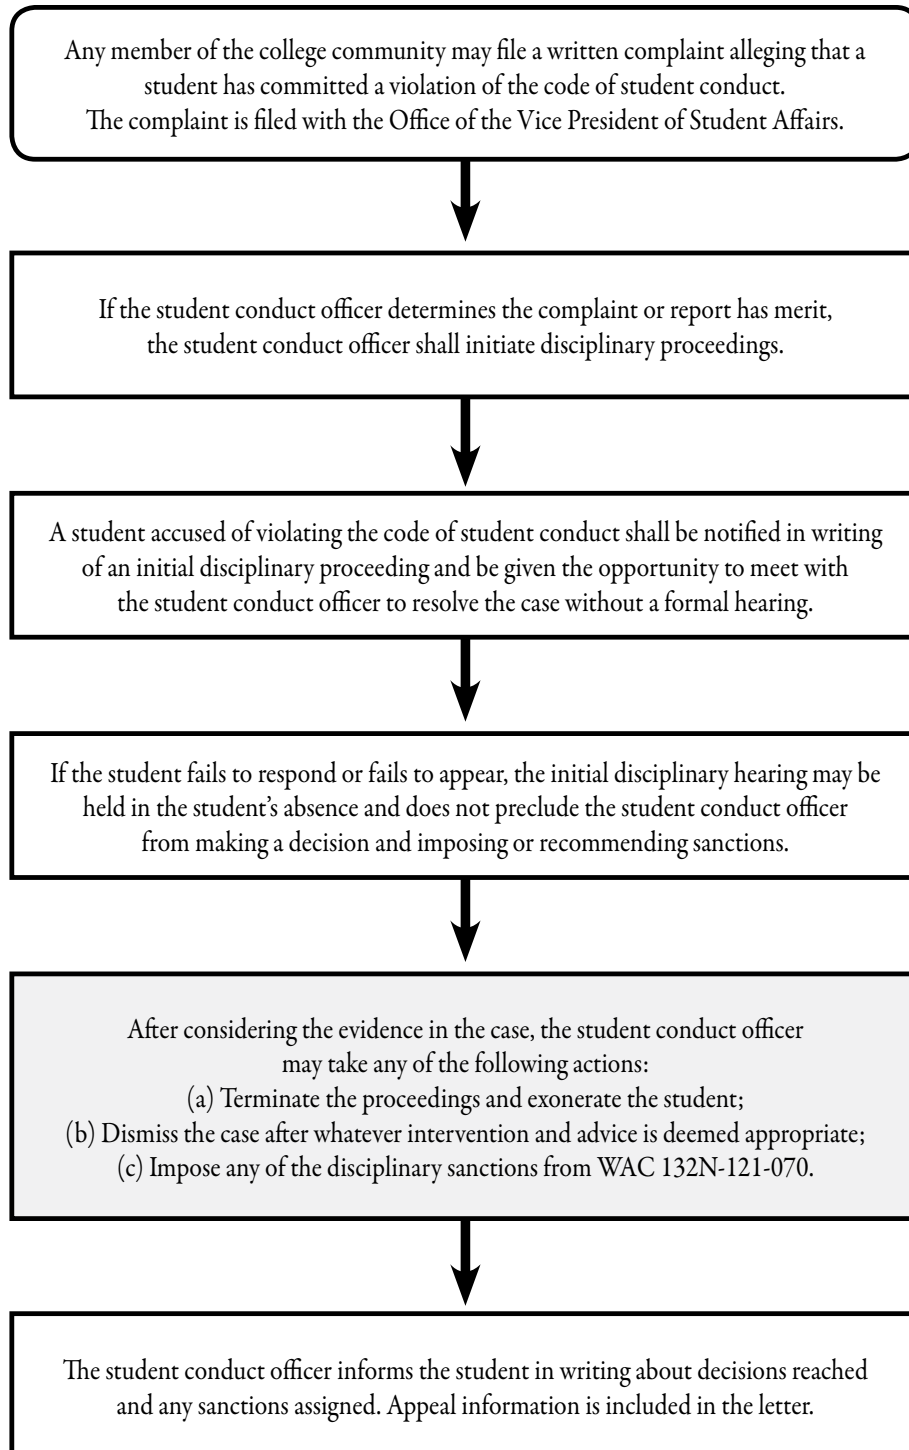 Any member of the college community may file a written complaint alleging that a
student has committed a violation of the code of student conduct.
The complaint is filed with the Office of the Vice President of Student Affairs.
If the student conduct officer determines the complaint or report has merit,
the student conduct officer shall initiate disciplinary proceedings.
A student accused of violating the code of student conduct shall be notified in writing
of an initial disciplinary proceeding and be given the opportunity to meet with
the student conduct officer to resolve the case without a formal hearing.
If the student fails to respond or fails to appear, the initial disciplinary hearing may be
held in the student’s absence and does not preclude the student conduct officer
from making a decision and imposing or recommending sanctions.
After considering the evidence in the case, the student conduct officer
may take any of the following actions:
(a) Terminate the proceedings and exonerate the student;
(b) Dismiss the case after whatever intervention and advice is deemed appropriate;
(c) Impose any of the disciplinary sanctions from WAC 132N-121-070.
The student conduct officer informs the student in writing about decisions reached
and any sanctions assigned. Appeal information is included in the letter.